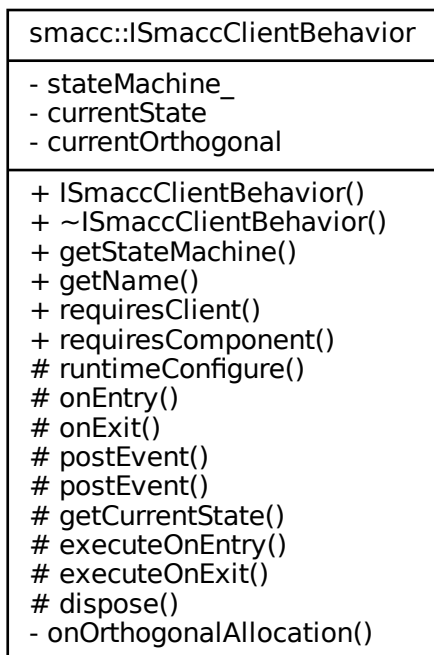 smacc::ISmaccClientBehavior
- stateMachine_
- currentState
- currentOrthogonal
+ ISmaccClientBehavior()
+ ~ISmaccClientBehavior()
+ getStateMachine()
+ getName()
+ requiresClient()
+ requiresComponent()
# runtimeConfigure()
# onEntry()
# onExit()
# postEvent()
# postEvent()
# getCurrentState()
# executeOnEntry()
# executeOnExit()
# dispose()
- onOrthogonalAllocation()